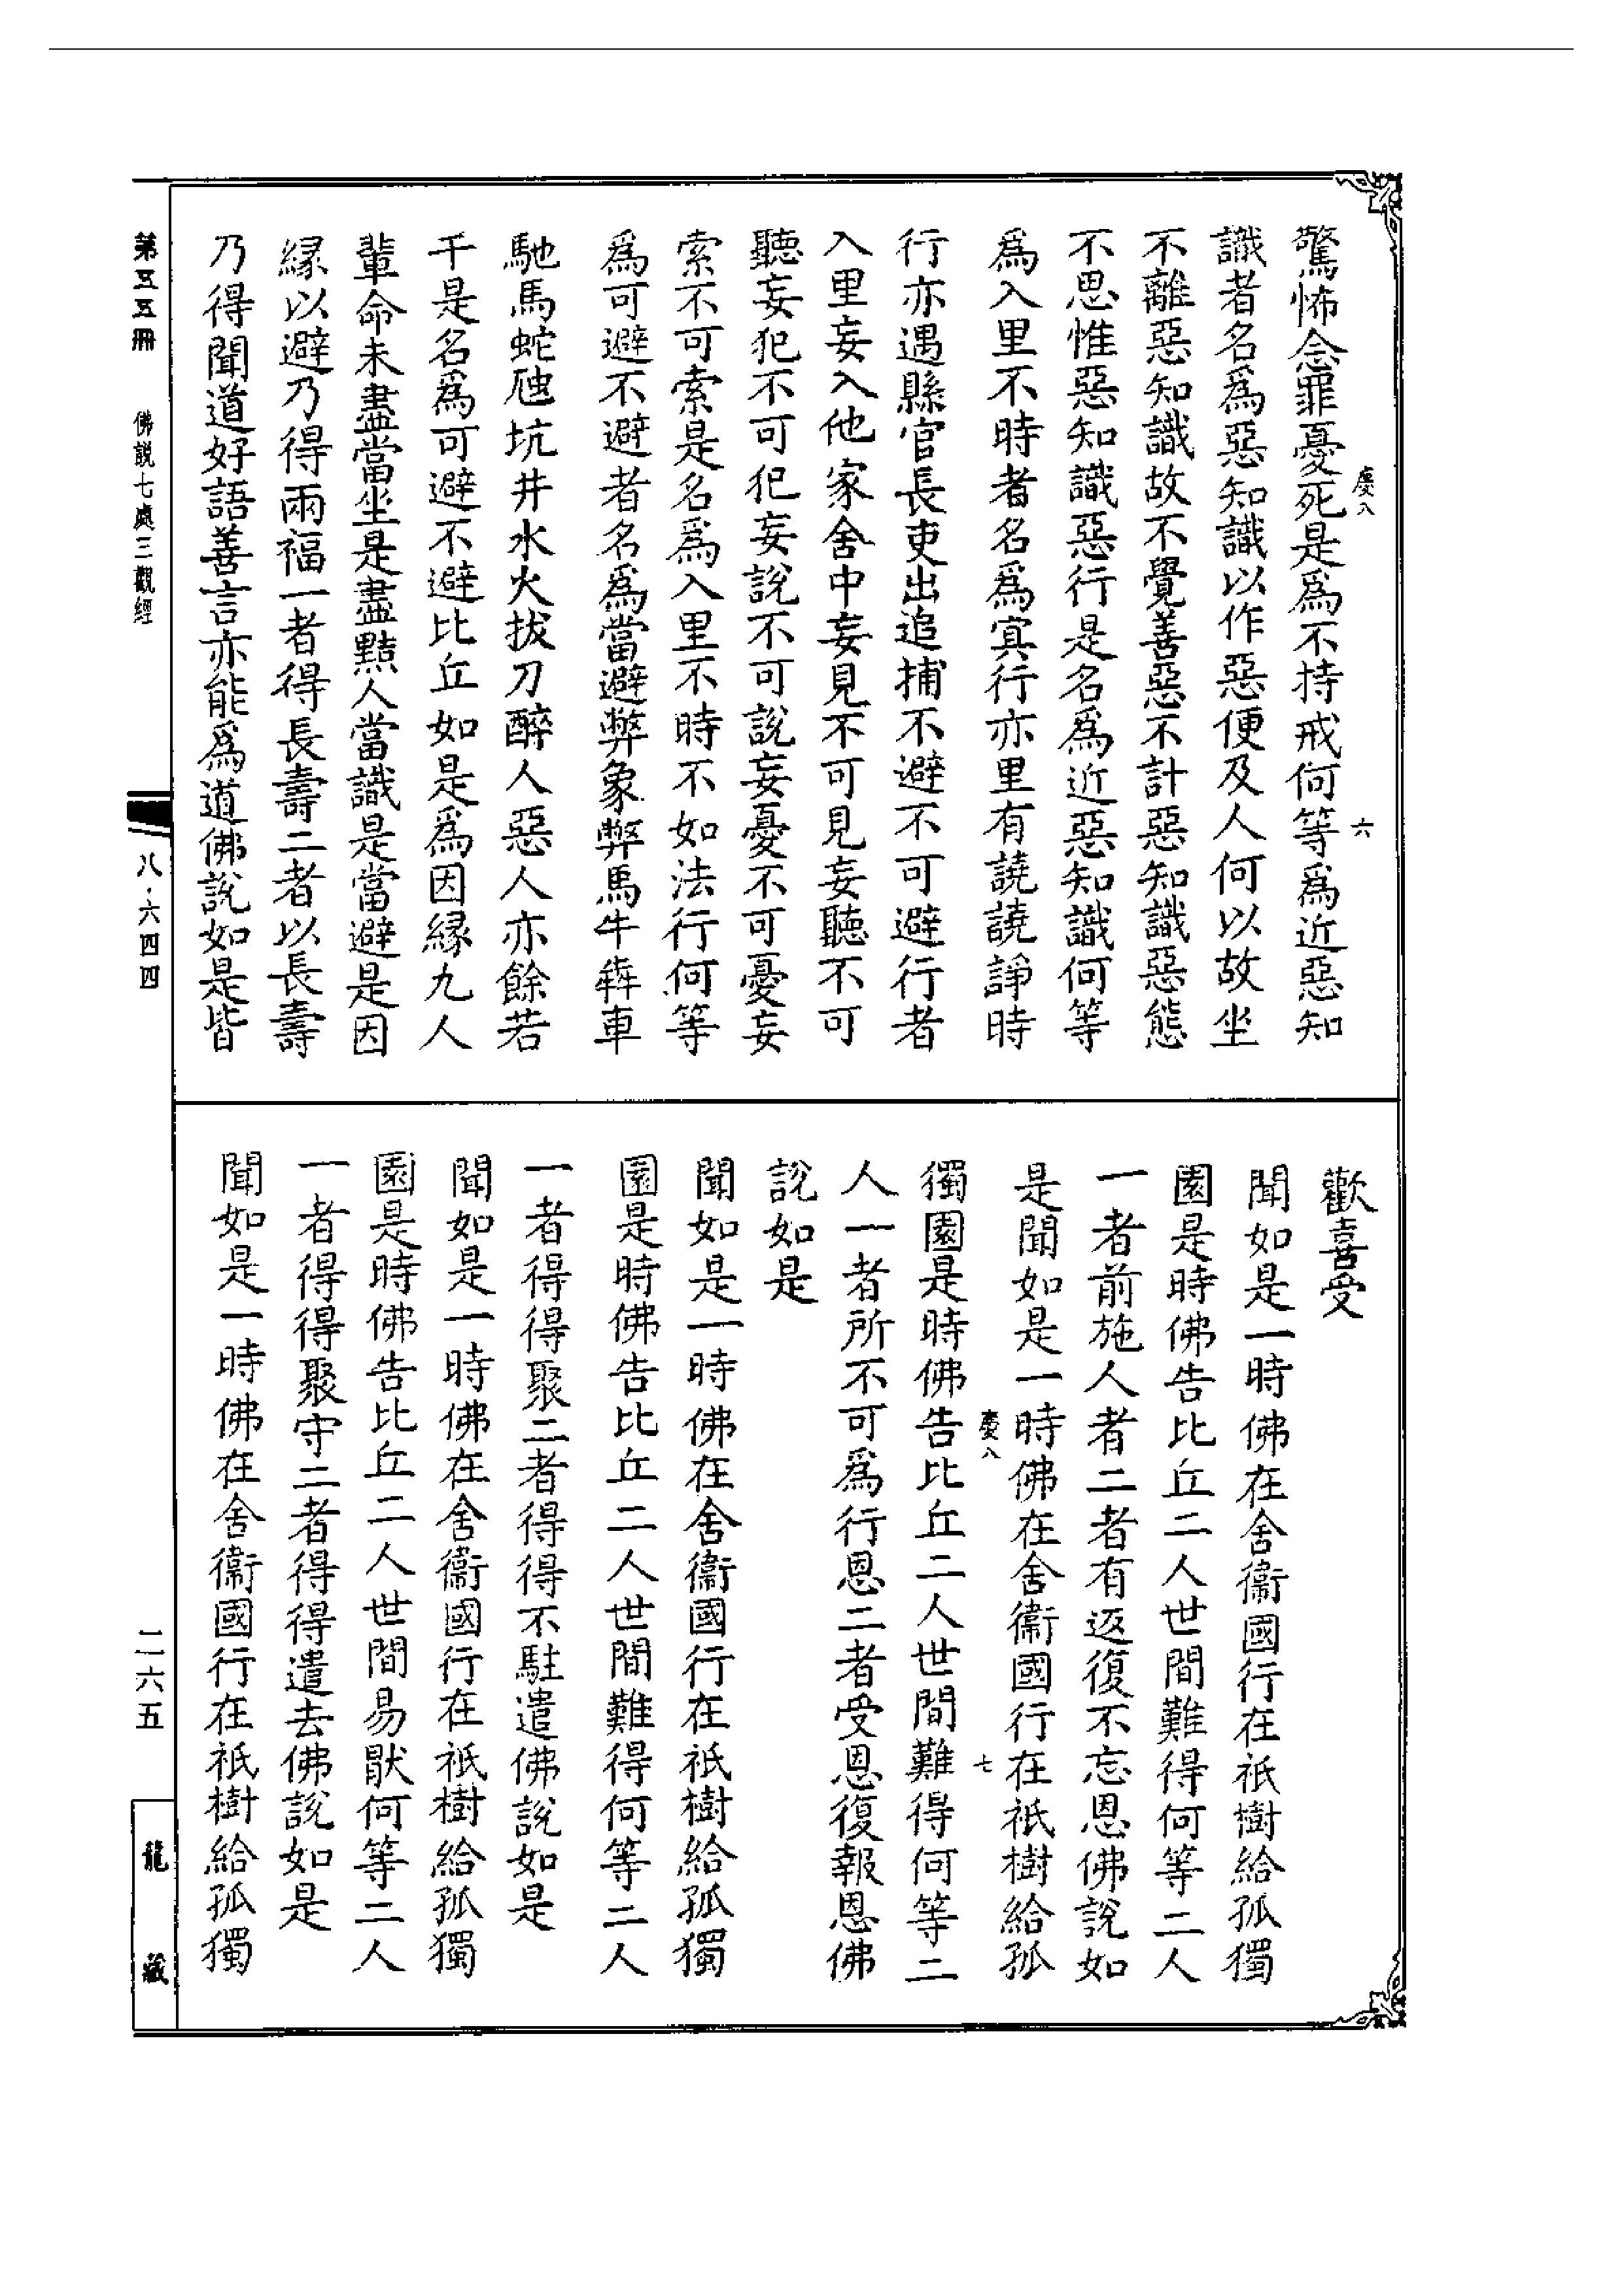 驚怖念罪憂死是爲不持戒何等爲近惡知
慶八
六
識者名爲惡知識以作惡便及人何以故坐
不離惡知識故不覺善惡不計惡知識惡態
不思惟惡知識惡行是名爲近惡知識何等
爲入里不時者名爲寘行亦里有譊譊諍時
行亦遇縣官長吏出追捕不避不可避行者
入里妄入他家舍中妄見不可見妄聽不可
聽妄犯不可犯妄說不可說妄憂不可憂妄
索不可索是名爲入里不時不如法行何等
爲可避不避者名爲當避弊象弊馬牛犇車
馳馬蛇虺坑井水火拔刀醉人惡人亦餘若
干是名爲可避不避比丘如是爲因緣九人
輩命未盡當坐是盡黠人當識是當避是因
緣以避乃得兩福一者得長壽二者以長壽
乃得聞道好語善言亦能爲道佛說如是皆
歡喜受
聞如是一時佛在舍衞國行在祇樹給孤獨
園是時佛告比丘二人世間難得何等二人
一者前施人者二者有返復不忘恩佛說如
是聞如是一時佛在舍衞國行在祇樹給孤
慶八
七
獨園是時佛告比丘二人世間難得何等二
人一者所不可爲行恩二者受恩復報恩佛
說如是
聞如是一時佛在舍衞國行在祇樹給孤獨
園是時佛告比丘二人世間難得何等二人
一者得得聚二者得得不駐遣佛說如是
聞如是一時佛在舍衞國行在祇樹給孤獨
園是時佛告比丘二人世間易猒何等二人
一者得得聚守二者得得遣去佛說如是
聞如是一時佛在舍衞國行在祇樹給孤獨
第五五冊
佛說七處三觀經
八·六四四
二六五
龍藏